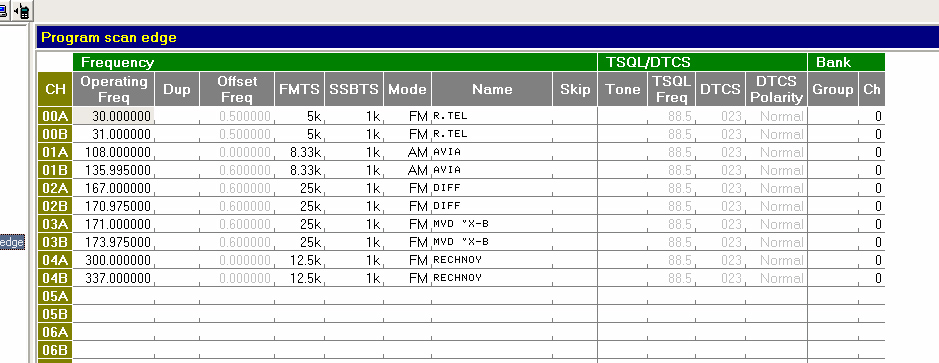 Program scan edge
Frequency TSQL/DTCS Bank
CH Operating Freq Dup Offset Freq FMTS SSBTS Mode Name Skip Tone TSQL Freq DTCS DTCS Polarity Group Ch
00A 30.000000 0.500000 5k 1k FM R.TEL 88.5 023 Normal 0
00B 31.000000 0.500000 5k 1k FM R.TEL 88.5 023 Normal 0
01A 108.000000 0.000000 8.33k 1k AM AVIA 88.5 023 Normal 0
01B 135.995000 0.600000 8.33k 1k AM AVIA 88.5 023 Normal 0
02A 167.000000 0.600000 25k 1k FM DIFF 88.5 023 Normal 0
02B 170.975000 0.600000 25k 1k FM DIFF 88.5 023 Normal 0
03A 171.000000 0.600000 25k 1k FM MVD "X-B 88.5 023 Normal 0
03B 173.975000 0.600000 25k 1k FM MVD "X-B 88.5 023 Normal 0
04A 300.000000 0.000000 12.5k 1k FM RECHNOY 88.5 023 Normal 0
edge
04B 337.000000 0.000000 12.5k 1k FM RECHNOY 88.5 023 Normal 0
05A
05B
06A
06B